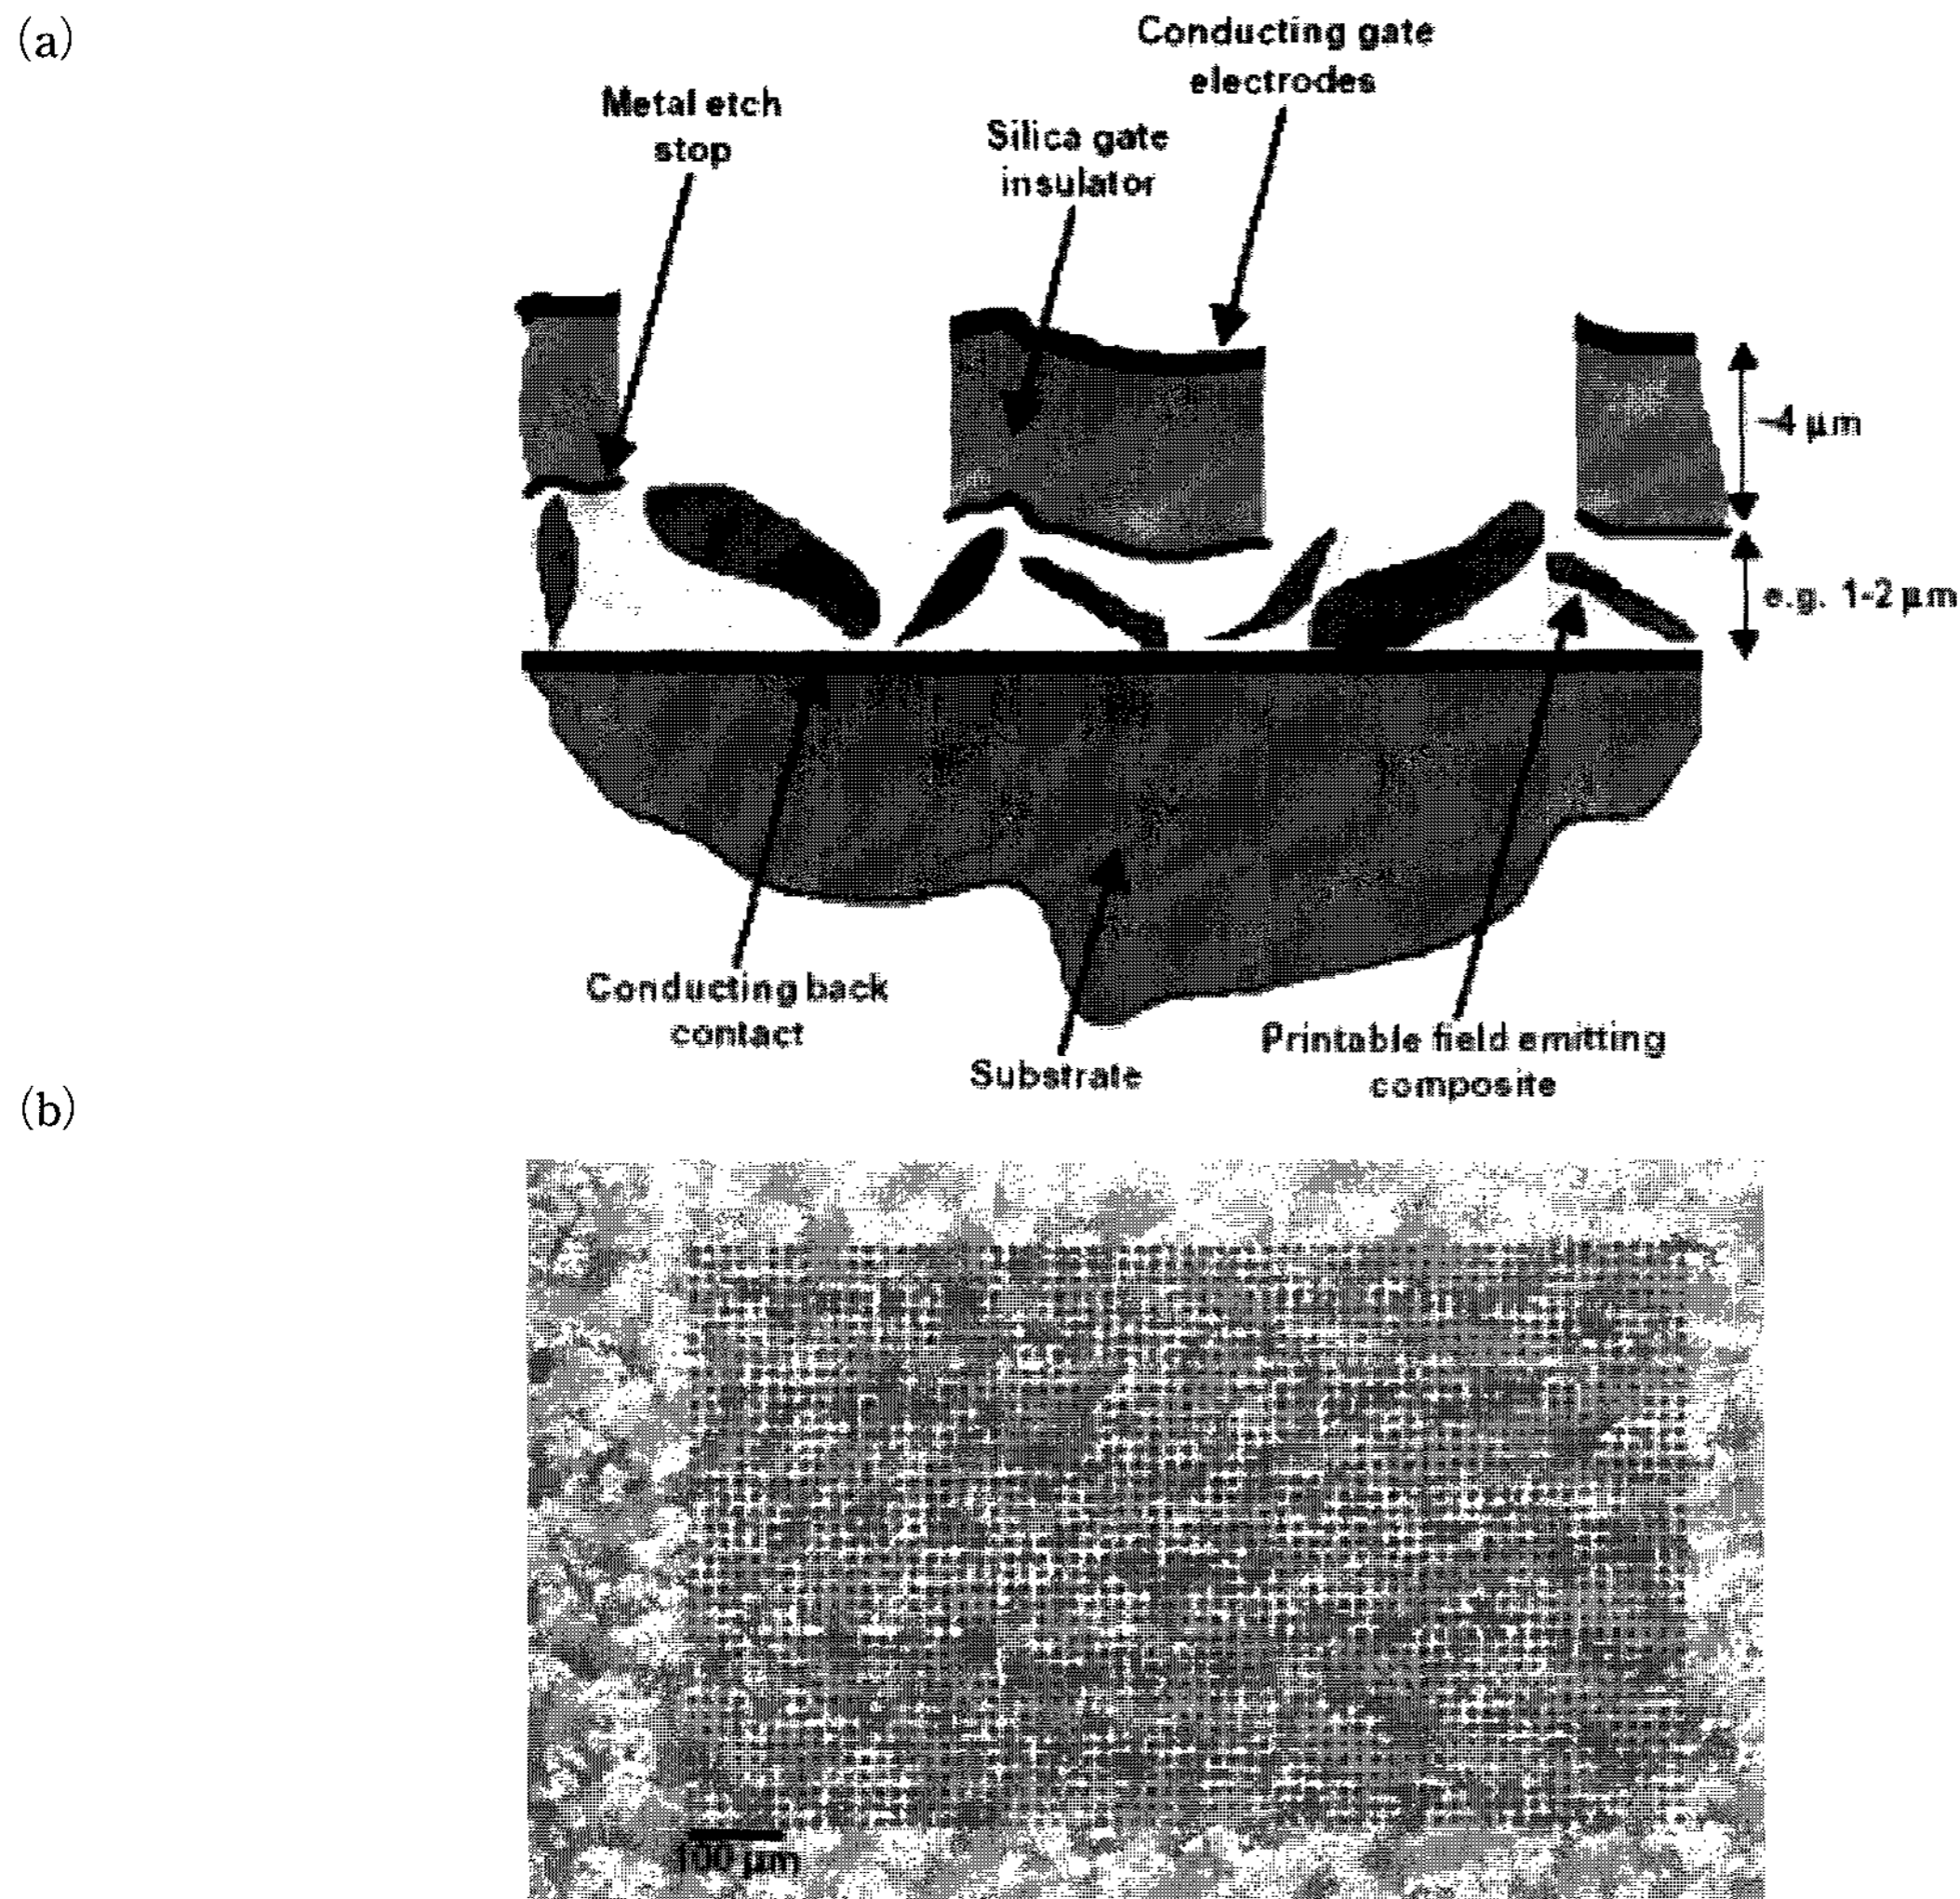 (a)
Conducting gate
electrodes
Metal etch
stop
Silica gate
insulator
~4 μm
e.g. 1-2 μm
Conducting back
contact
Substrate
Printable field emitting
composite
(b)
100 μm